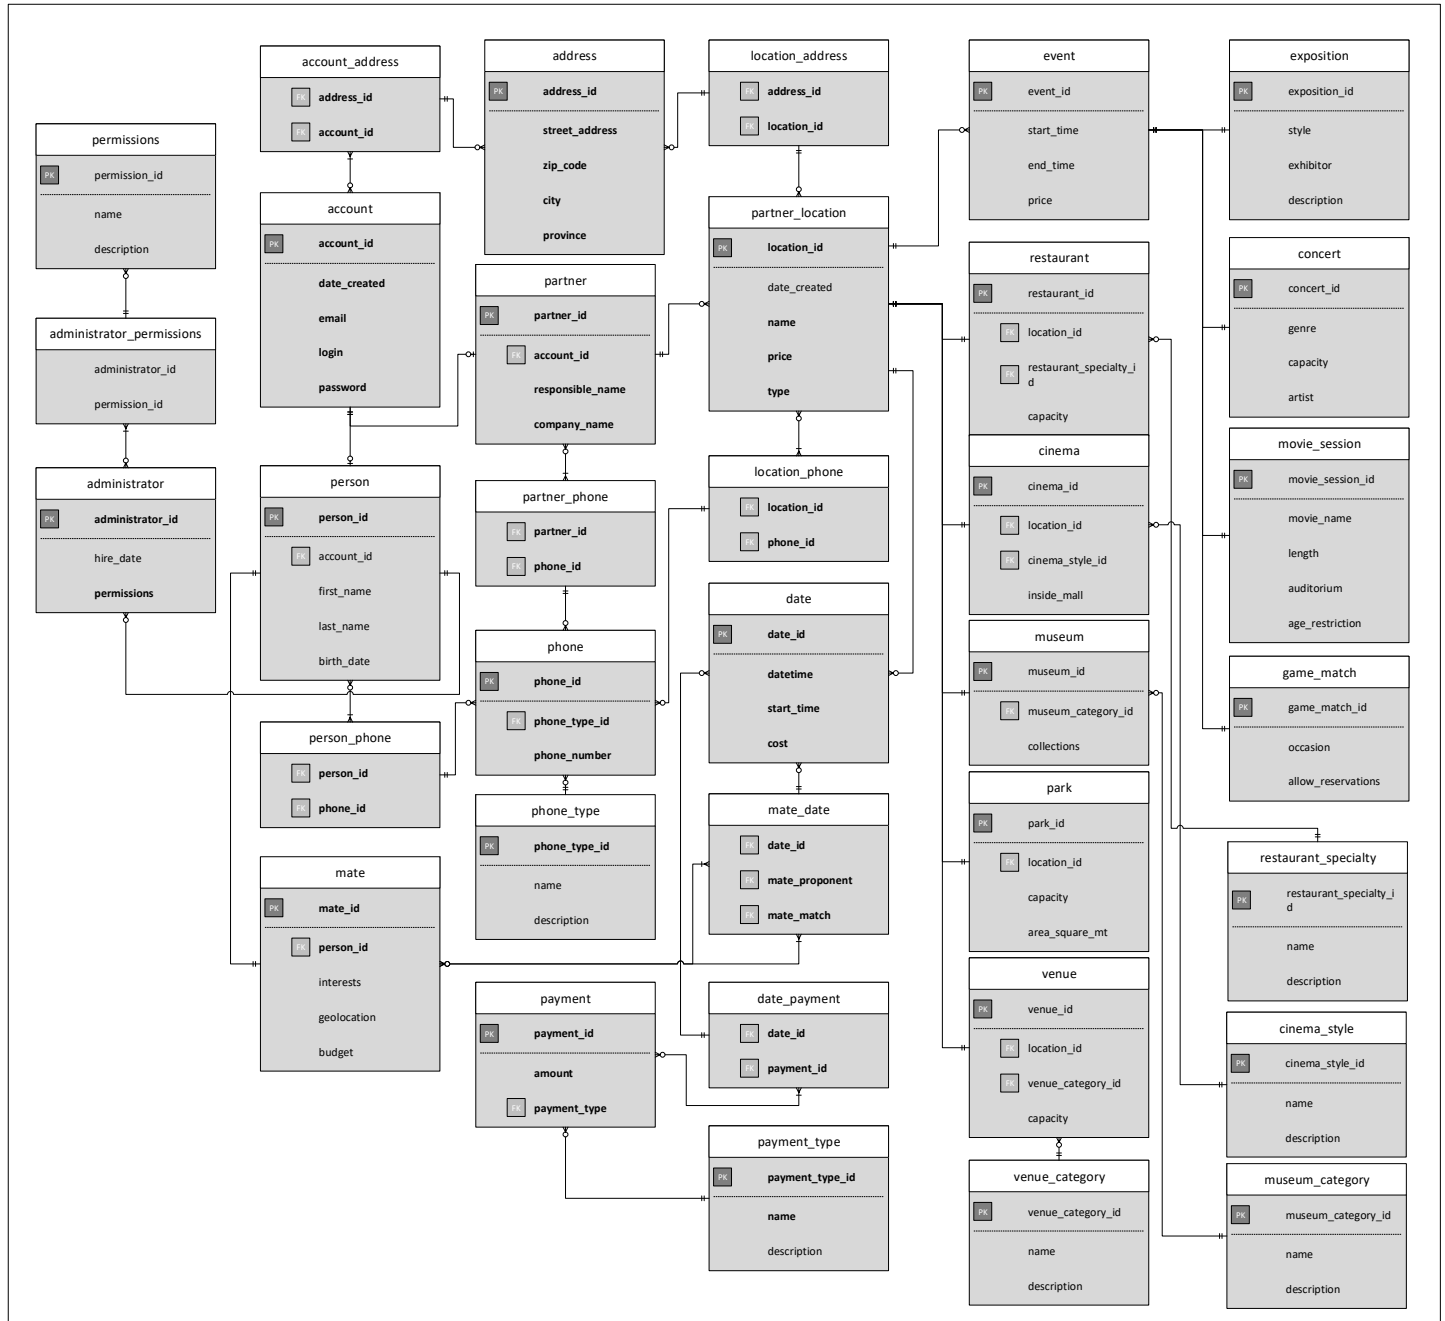 permissions
PK permission_id
name
description
administrator_permissions
administrator_id
permission_id
administrator
PK administrator_id
hire_date
permissions
account_address
FK address_id
FK account_id
account
PK account_id
date_created
email
login
password
person
PK person_id
FK account_id
first_name
last_name
birth_date
person_phone
FK person_id
FK phone_id
mate
PK mate_id
FK person_id
interests
geolocation
budget
address
PK address_id
street_address
zip_code
city
province
partner
PK partner_id
FK account_id
responsible_name
company_name
partner_phone
FK partner_id
FK phone_id
phone
PK phone_id
FK phone_type_id
phone_number
phone_type
PK phone_type_id
name
description
payment
PK payment_id
amount
FK payment_type
location_address
FK address_id
FK location_id
partner_location
PK location_id
date_created
name
price
type
location_phone
FK location_id
FK phone_id
date
PK date_id
datetime
start_time
cost
mate_date
FK date_id
FK mate_proponent
FK mate_match
date_payment
FK date_id
FK payment_id
payment_type
PK payment_type_id
name
description
event
PK event_id
start_time
end_time
price
restaurant
PK restaurant_id
FK location_id
FK restaurant_specialty_i
d
capacity
cinema
PK cinema_id
FK location_id
FK cinema_style_id
inside_mall
museum
PK museum_id
FK museum_category_id
collections
park
PK park_id
FK location_id
capacity
area_square_mt
venue
PK venue_id
FK location_id
FK venue_category_id
capacity
venue_category
PK venue_category_id
name
description
exposition
PK exposition_id
style
exhibitor
description
concert
PK concert_id
genre
capacity
artist
movie_session
PK movie_session_id
movie_name
length
auditorium
age_restriction
game_match
PK game_match_id
occasion
allow_reservations
restaurant_specialty
PK restaurant_specialty_i
d
name
description
cinema_style
PK cinema_style_id
name
description
museum_category
PK museum_category_id
name
description